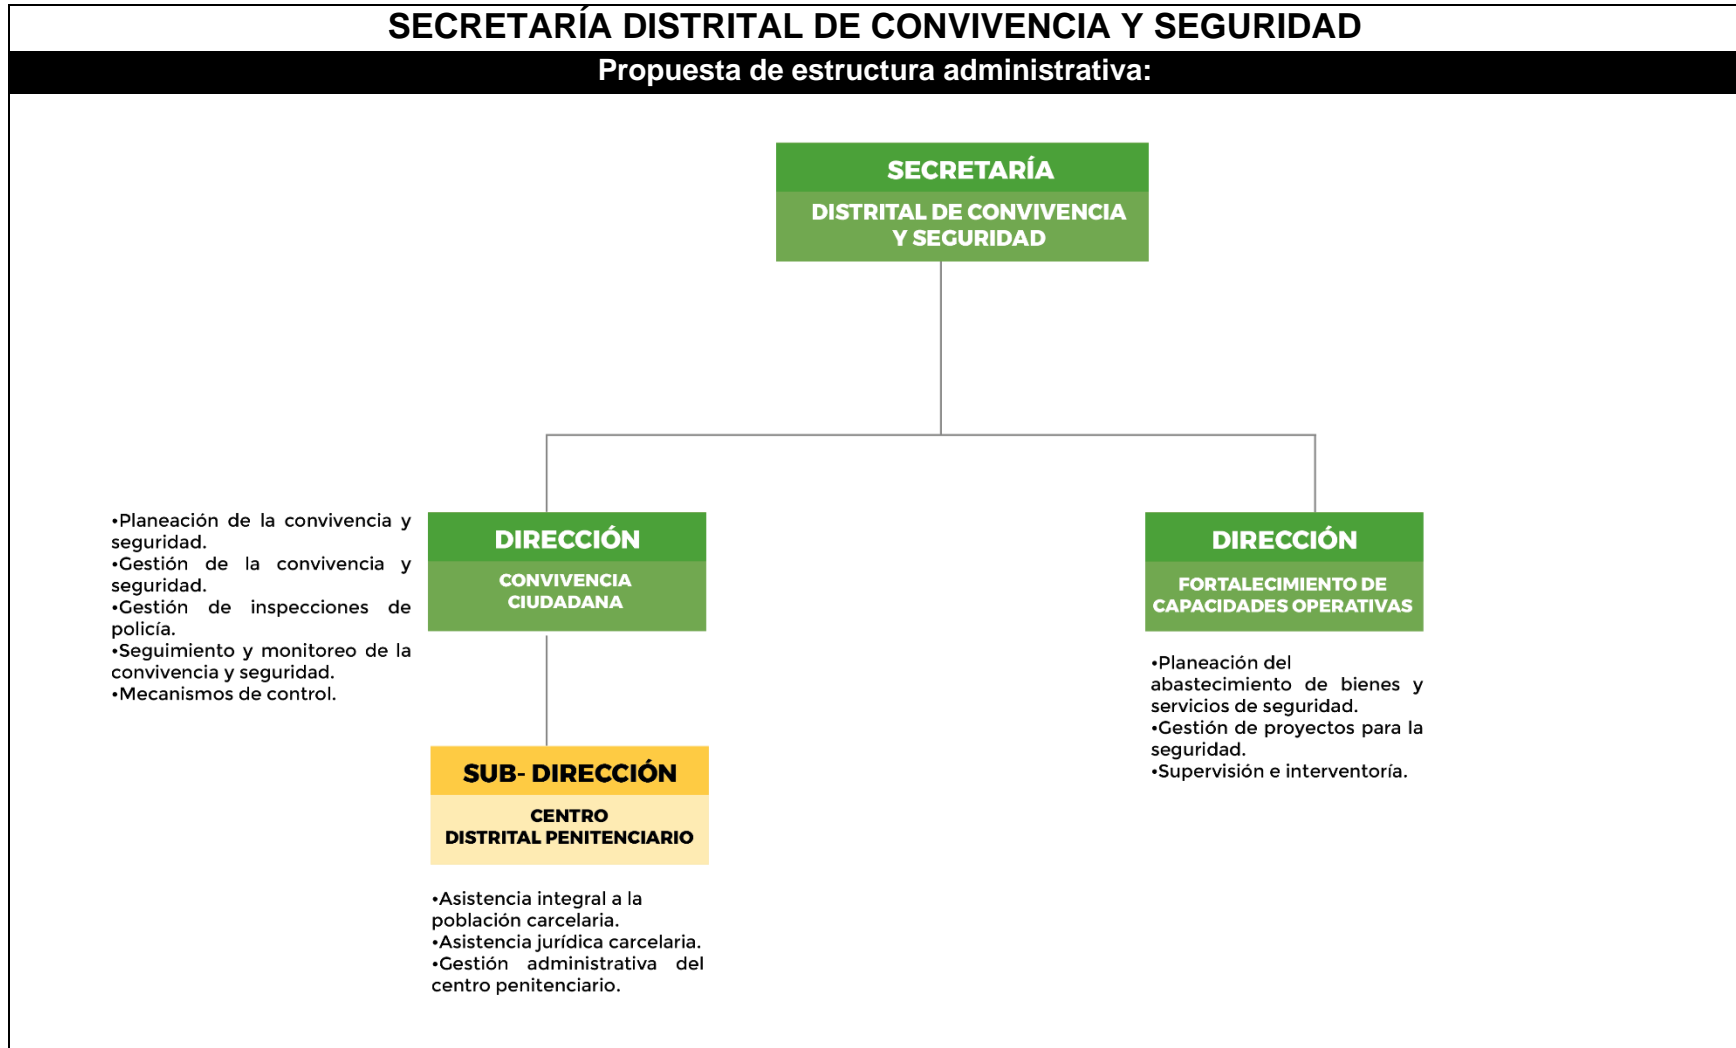 SECRETARÍA DISTRITAL DE CONVIVENCIA Y SEGURIDAD
Propuesta de estructura administrativa:
SECRETARÍA
DISTRITAL DE CONVIVENCIA
Y SEGURIDAD
•Planeación de la convivencia y
seguridad.
•Gestión de la convivencia y
seguridad.
•Gestión de inspecciones de
policía.
•Seguimiento y monitoreo de la
convivencia y seguridad.
•Mecanismos de control.
DIRECCIÓN
CONVIVENCIA
CIUDADANA
DIRECCIÓN
FORTALECIMIENTO DE
CAPACIDADES OPERATIVAS
•Planeación del
abastecimiento de bienes y
servicios de seguridad.
•Gestión de proyectos para la
seguridad.
•Supervisión e interventoría.
SUB- DIRECCIÓN
CENTRO
DISTRITAL PENITENCIARIO
•Asistencia integral a la
población carcelaria.
•Asistencia jurídica carcelaria.
•Gestión administrativa del
centro penitenciario.